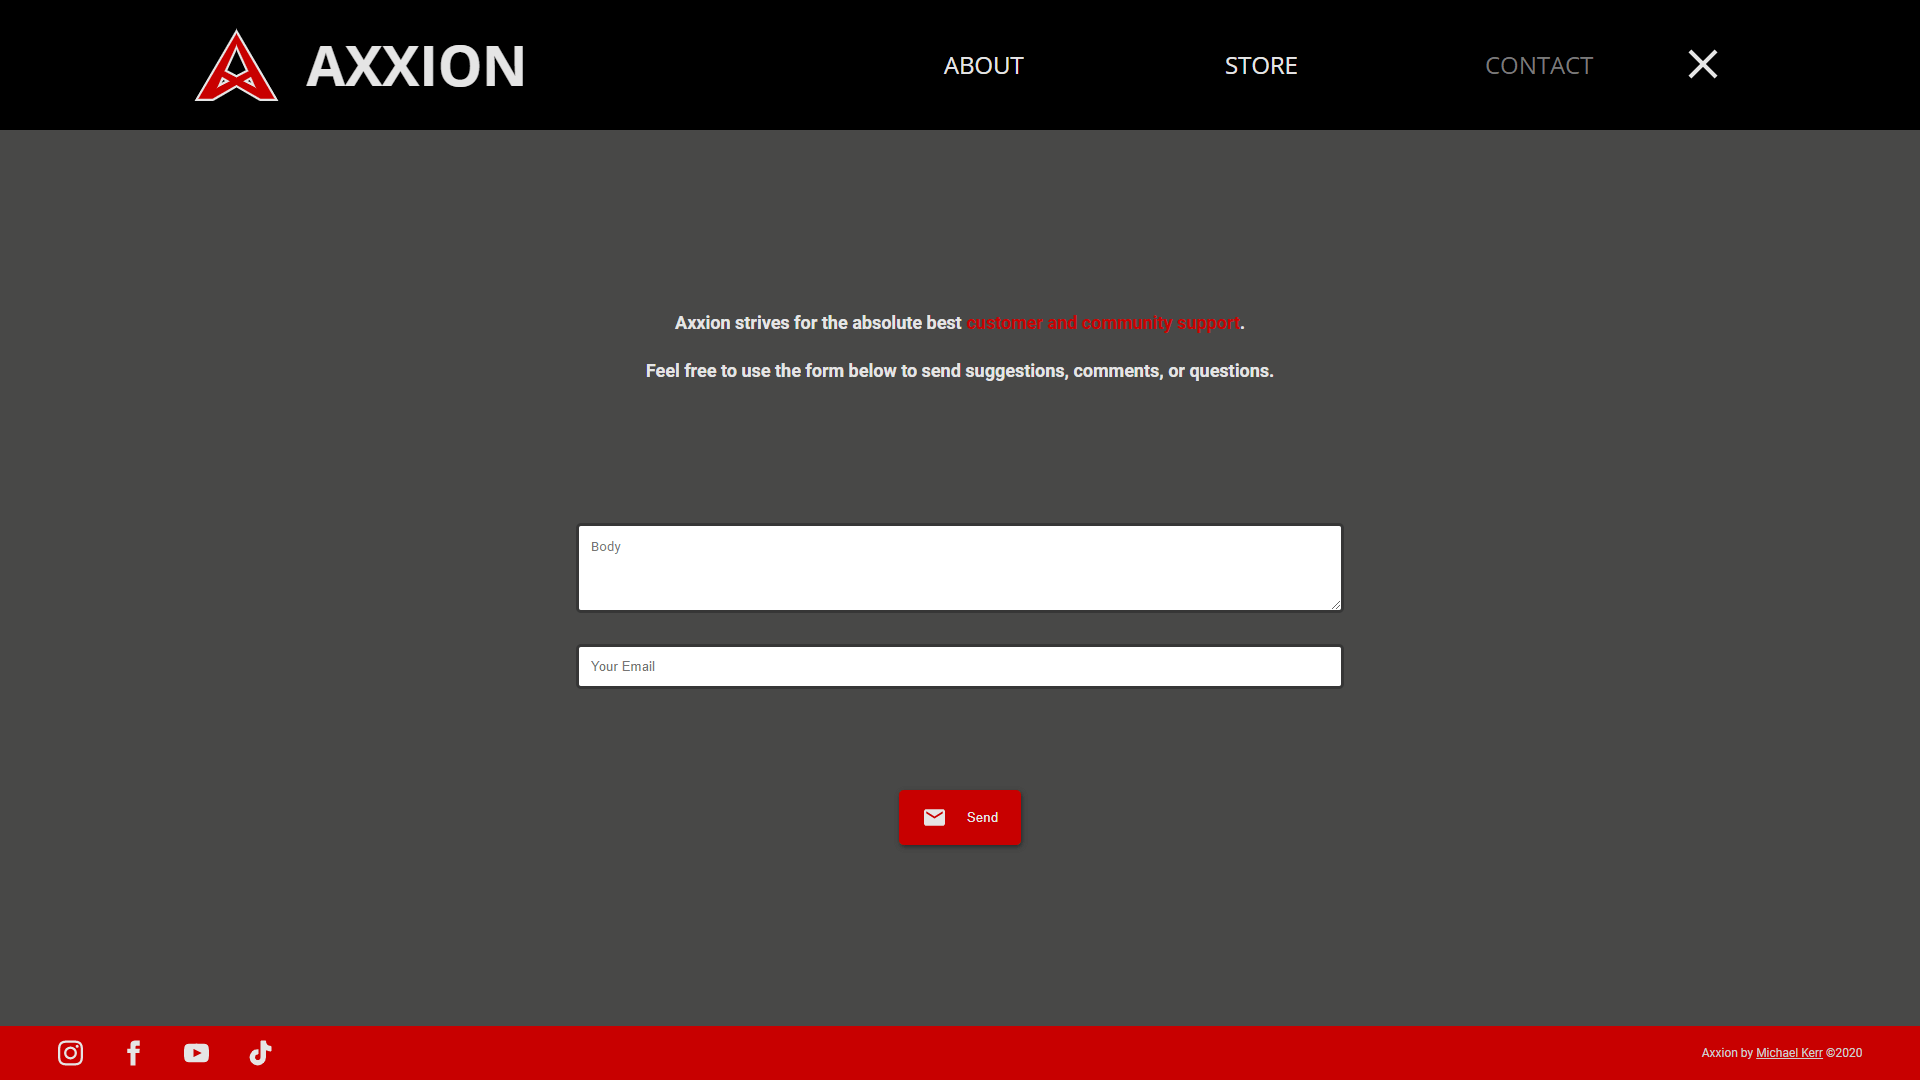 AXXION
ABOUT
STORE
CONTACT
Axxion strives for the absolute best customer and community support.
Feel free to use the form below to send suggestions, comments, or questions.
Body
Your Email
Send
Axxion by Michael Kerr ©2020